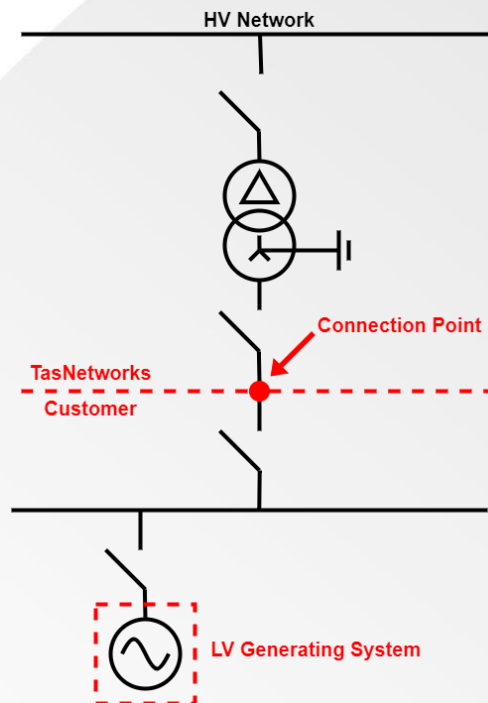 HV Network
Connection Point
TasNetworks
Customer
LV Generating System